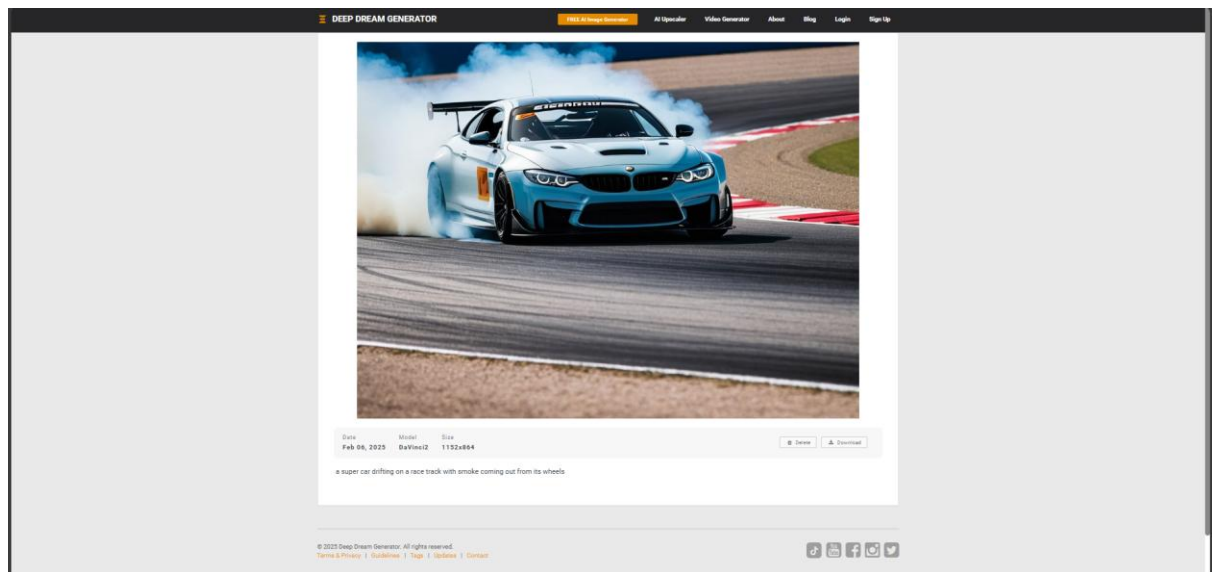 DEEP DREAM GENERATOR
FREE AI Image Generator
AI Upscaler
Video Generator
About
Blog
Login
Sign Up
Date
Model
Size
Feb 06, 2025
DaVinci2
1152x864
Delete
Download
a super car drifting on a race track with smoke coming out from its wheels
© 2025 Deep Dream Generator. All rights reserved.
Terms & Privacy | Guidelines | Tags | Updates | Contact